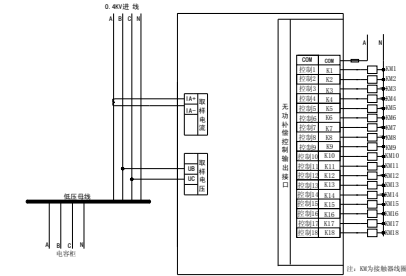 0.4KV进 线
A B C N
IA+
IA-
取样电流
UB
UC
取样电压
低压母线
A B C N
电容柜
无功补偿控制输出接口
A N
COM COM
控制1 K1 KM1
控制2 K2 KM2
控制3 K3 KM3
控制4 K4 KM4
控制5 K5 KM5
控制6 K6 KM6
控制7 K7 KM7
控制8 K8 KM8
控制9 K9 KM9
控制10 K10 KM10
控制11 K11 KM11
控制12 K12 KM12
控制13 K13 KM13
控制14 K14 KM14
控制15 K15 KM15
控制16 K16 KM16
控制17 K17 KM17
控制18 K18 KM18
注：KM为接触器线圈